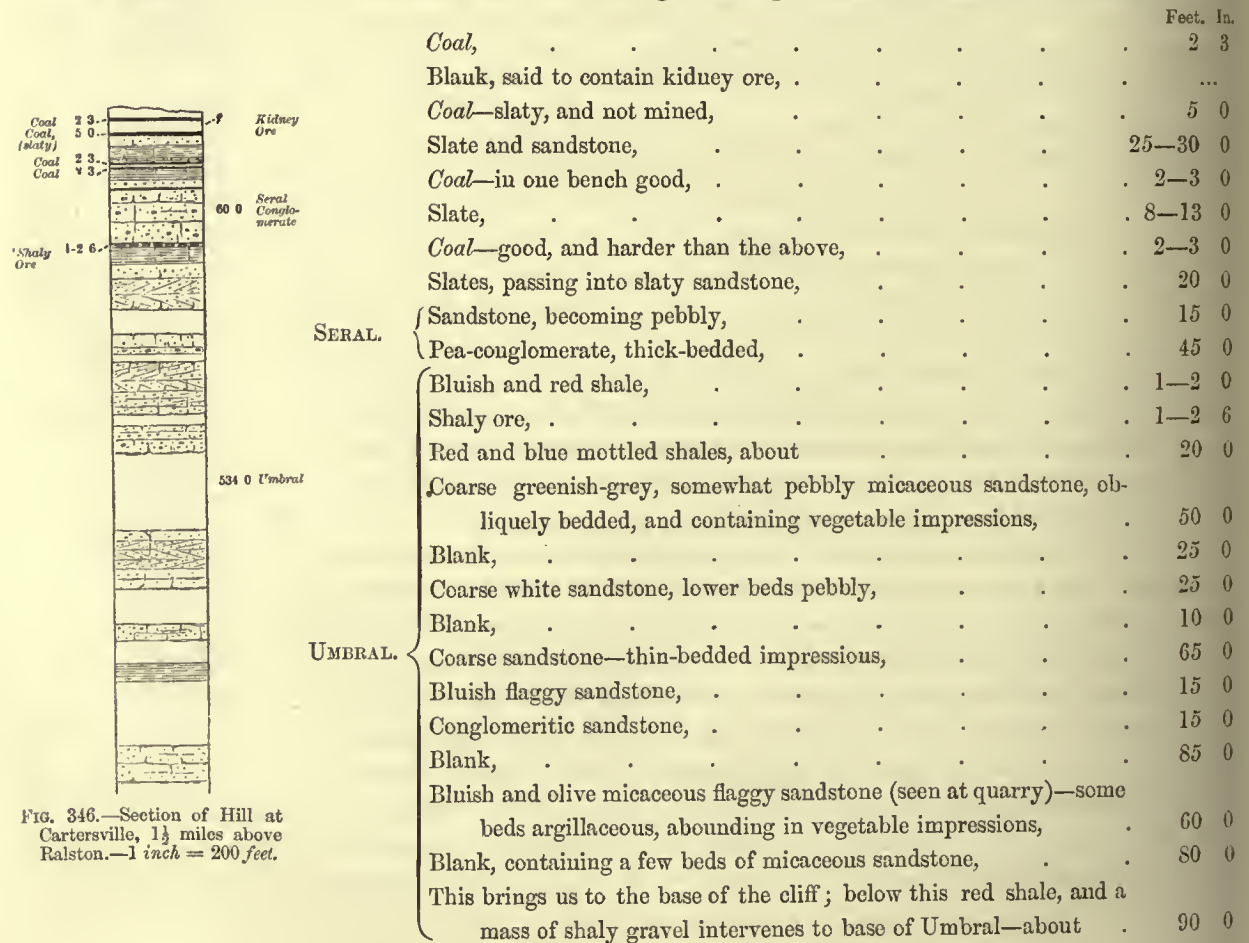 Feet. In.
Coal, . . . . . . . . 2 3
Blank, said to contain kidney ore, . . . . . ...
Coal—slaty, and not mined, . . . . . . 5 0
Slate and sandstone, . . . . . . . 25—30 0
Coal—in one bench good, . . . . . . . 2—3 0
Slate, . . . . . . . . . 8—13 0
Coal—good, and harder than the above, . . . . . 2—3 0
Slates, passing into slaty sandstone, . . . . 20 0
SERAL.
Sandstone, becoming pebbly, . . . . . 15 0
Pea-conglomerate, thick-bedded, . . . . . 45 0
UMBRAL.
Bluish and red shale, . . . . . . 1—2 0
Shaly ore, . . . . . . . . 1—2 6
Red and blue mottled shales, about . . . . 20 0
Coarse greenish-grey, somewhat pebbly micaceous sandstone, ob-
liquely bedded, and containing vegetable impressions, . 50 0
Blank, . . . . . . . . 25 0
Coarse white sandstone, lower beds pebbly, . . . 25 0
Blank, . . . . . . . . 10 0
Coarse sandstone—thin-bedded impressions, . . . 65 0
Bluish flaggy sandstone, . . . . . . 15 0
Conglomeritic sandstone, . . . . . . 15 0
Blank, . . . . . . . . 85 0
Bluish and olive micaceous flaggy sandstone (seen at quarry)—some
beds argillaceous, abounding in vegetable impressions, . 60 0
Blank, containing a few beds of micaceous sandstone, . . 80 0
This brings us to the base of the cliff; below this red shale, and a
mass of shaly gravel intervenes to base of Umbral—about . 90 0
Coal 2 3
Coal, 5 0
(slaty)
Coal 2 3
Coal 3
Shaly 1-2 6
Ore
Kidney
Ore
60 0 Seral
Conglo-
merate
534 0 Umbral
FIG. 346.—Section of Hill at
Cartersville, 1½ miles above
Ralston.—1 inch = 200 feet.